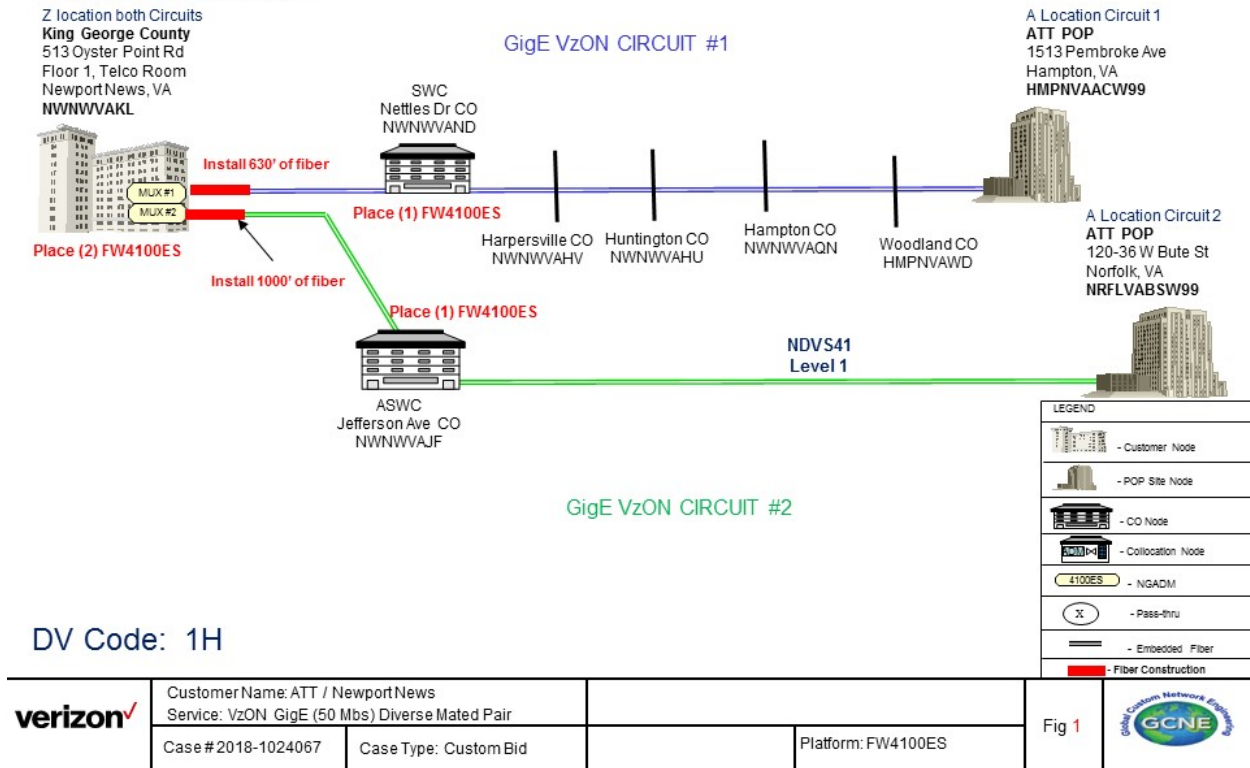 Z location both Circuits
King George County
513 Oyster Point Rd
Floor 1, Telco Room
Newport News, VA
NWNWVAKL
GigE VzON CIRCUIT #1
A Location Circuit 1
ATT POP
1513 Pembroke Ave
Hampton, VA
HMPNVAACW99
SWC
Nettles Dr CO
NWNWVAND
Install 630' of fiber
MUX #1
MUX #2
Place (1) FW4100ES
Place (2) FW4100ES
Install 1000' of fiber
Harpersville CO
NWNWVAHV
Huntington CO
NWNWVAHU
Hampton CO
NWNWVAQN
Woodland CO
HMPNVAWD
A Location Circuit 2
ATT POP
120-36 W Bute St
Norfolk, VA
NRFLVABSW99
Place (1) FW4100ES
NDVS41
Level 1
ASWC
Jefferson Ave CO
NWNWVAJF
GigE VzON CIRCUIT #2
LEGEND
- Customer Node
- POP Site Node
- CO Node
ADM - Collocation Node
4100ES - NGADM
X - Pass-thru
- Embedded Fiber
- Fiber Construction
DV Code: 1H
verizon
Customer Name: ATT / Newport News
Service: VzON GigE (50 Mbs) Diverse Mated Pair
Case # 2018-1024067
Case Type: Custom Bid
Platform: FW4100ES
Fig 1
Global Custom Network Engineering
GCNE